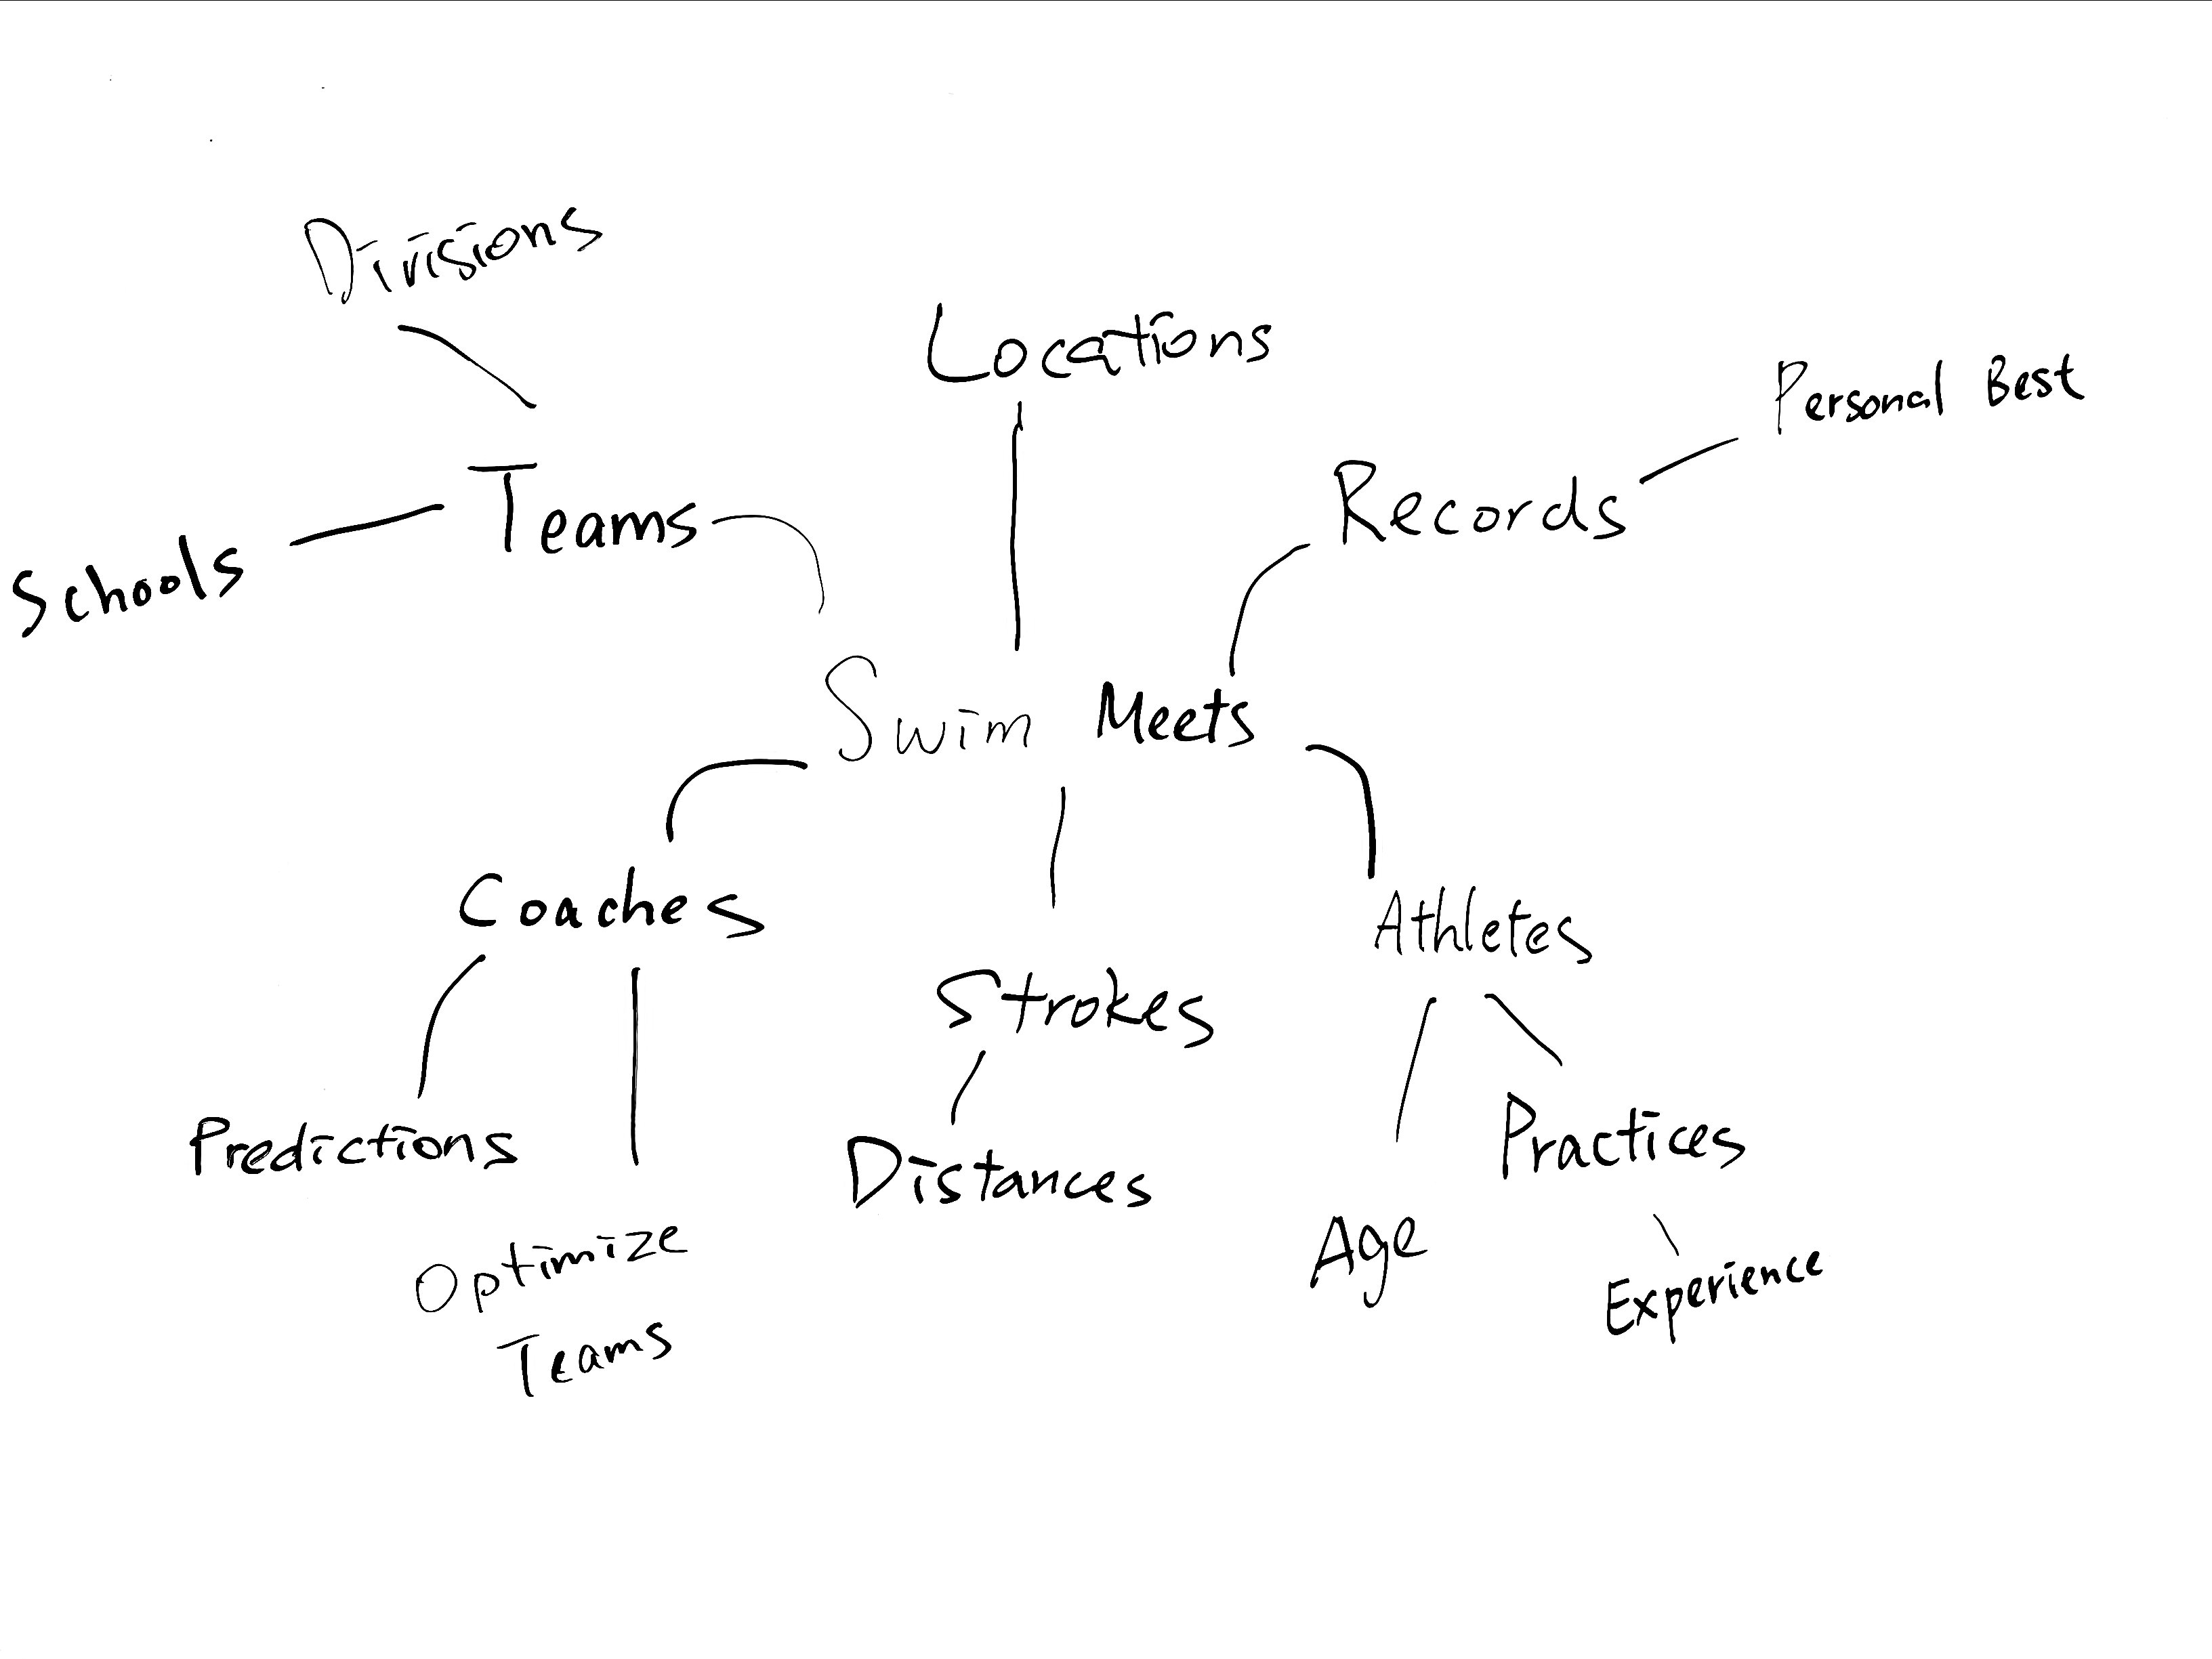 Divisions
Locations
Personal Best
Records
Teams
Schools
Swim Meets
Coaches
Athletes
Strokes
Predictions
Distances
Practices
Optimize
Teams
Age
Experience